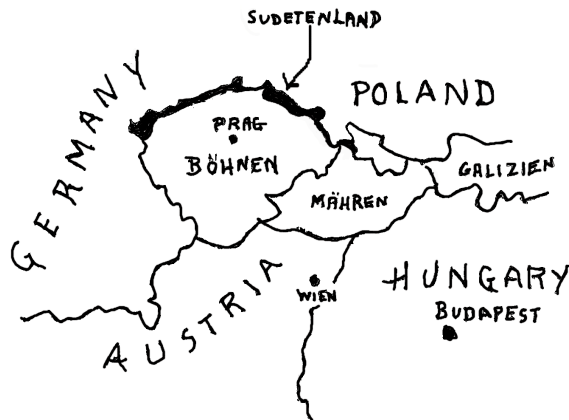 SUDETENLAND
GERMANY
POLAND
PRAG
BÖHNEN
GALIZIEN
MÄHREN
AUSTRIA
WIEN
HUNGARY
BUDAPEST